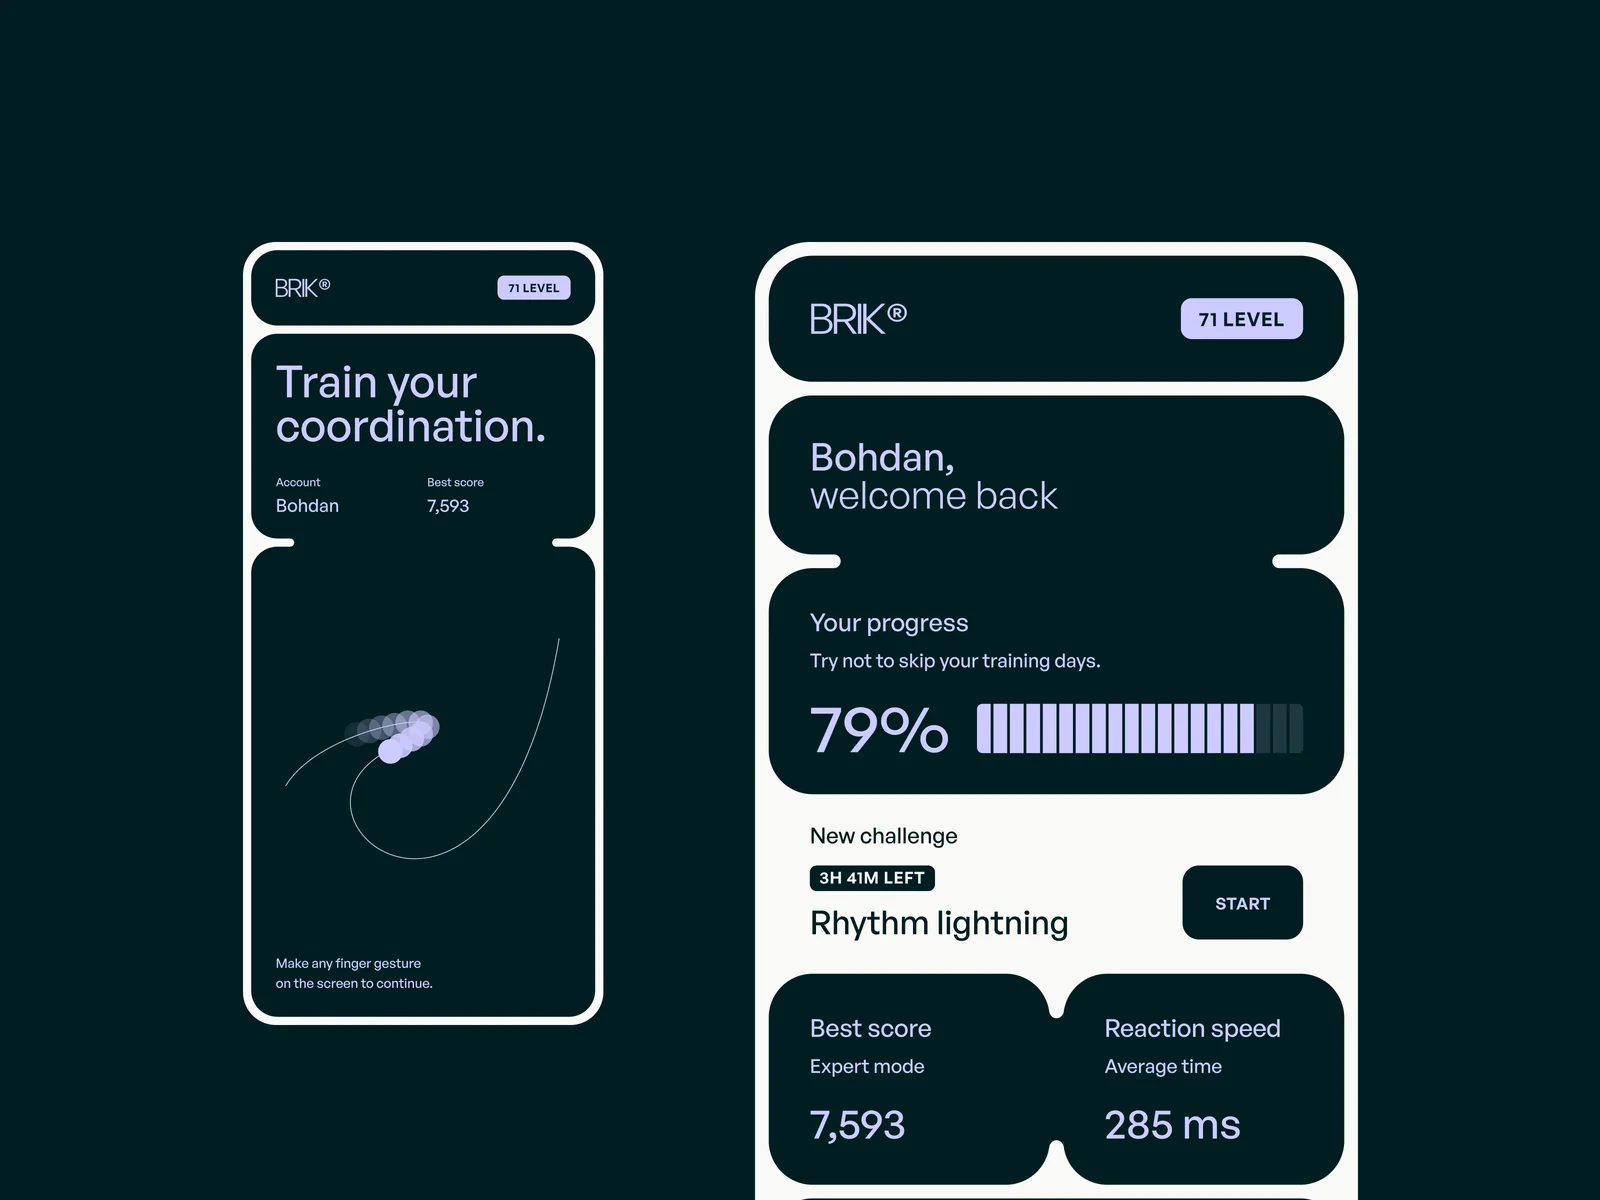 BRIK®
71 LEVEL
Train your
coordination.
Account
Bohdan
Best score
7,593
Make any finger gesture
on the screen to continue.
BRIK®
71 LEVEL
Bohdan,
welcome back
Your progress
Try not to skip your training days.
79%
New challenge
3H 41M LEFT
Rhythm lightning
START
Best score
Expert mode
7,593
Reaction speed
Average time
285 ms